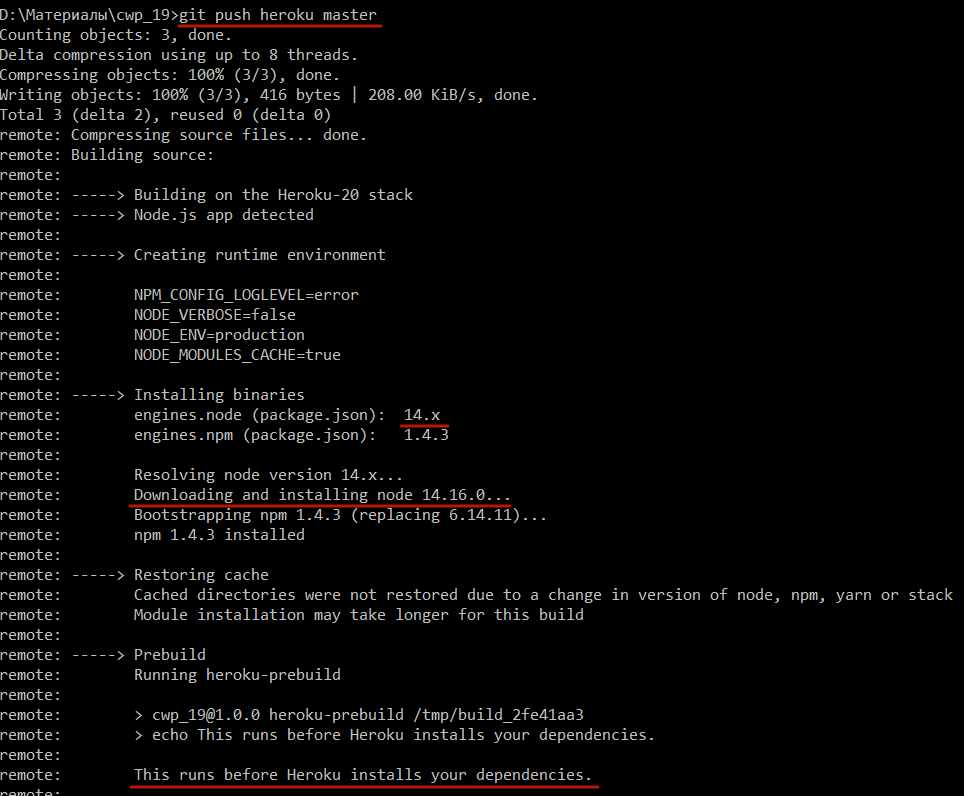 D:\Материалы\cwp_19>git push heroku master
Counting objects: 3, done.
Delta compression using up to 8 threads.
Compressing objects: 100% (3/3), done.
Writing objects: 100% (3/3), 416 bytes | 208.00 KiB/s, done.
Total 3 (delta 2), reused 0 (delta 0)
remote: Compressing source files... done.
remote: Building source:
remote:
remote: -----> Building on the Heroku-20 stack
remote: -----> Node.js app detected
remote:
remote: -----> Creating runtime environment
remote:
remote:        NPM_CONFIG_LOGLEVEL=error
remote:        NODE_VERBOSE=false
remote:        NODE_ENV=production
remote:        NODE_MODULES_CACHE=true
remote:
remote: -----> Installing binaries
remote:        engines.node (package.json):  14.x
remote:        engines.npm (package.json):   1.4.3
remote:
remote:        Resolving node version 14.x...
remote:        Downloading and installing node 14.16.0...
remote:        Bootstrapping npm 1.4.3 (replacing 6.14.11)...
remote:        npm 1.4.3 installed
remote:
remote: -----> Restoring cache
remote:        Cached directories were not restored due to a change in version of node, npm, yarn or stack
remote:        Module installation may take longer for this build
remote:
remote: -----> Prebuild
remote:        Running heroku-prebuild
remote:
remote:        > cwp_19@1.0.0 heroku-prebuild /tmp/build_2fe41aa3
remote:        > echo This runs before Heroku installs your dependencies.
remote:
remote:        This runs before Heroku installs your dependencies.
remote: